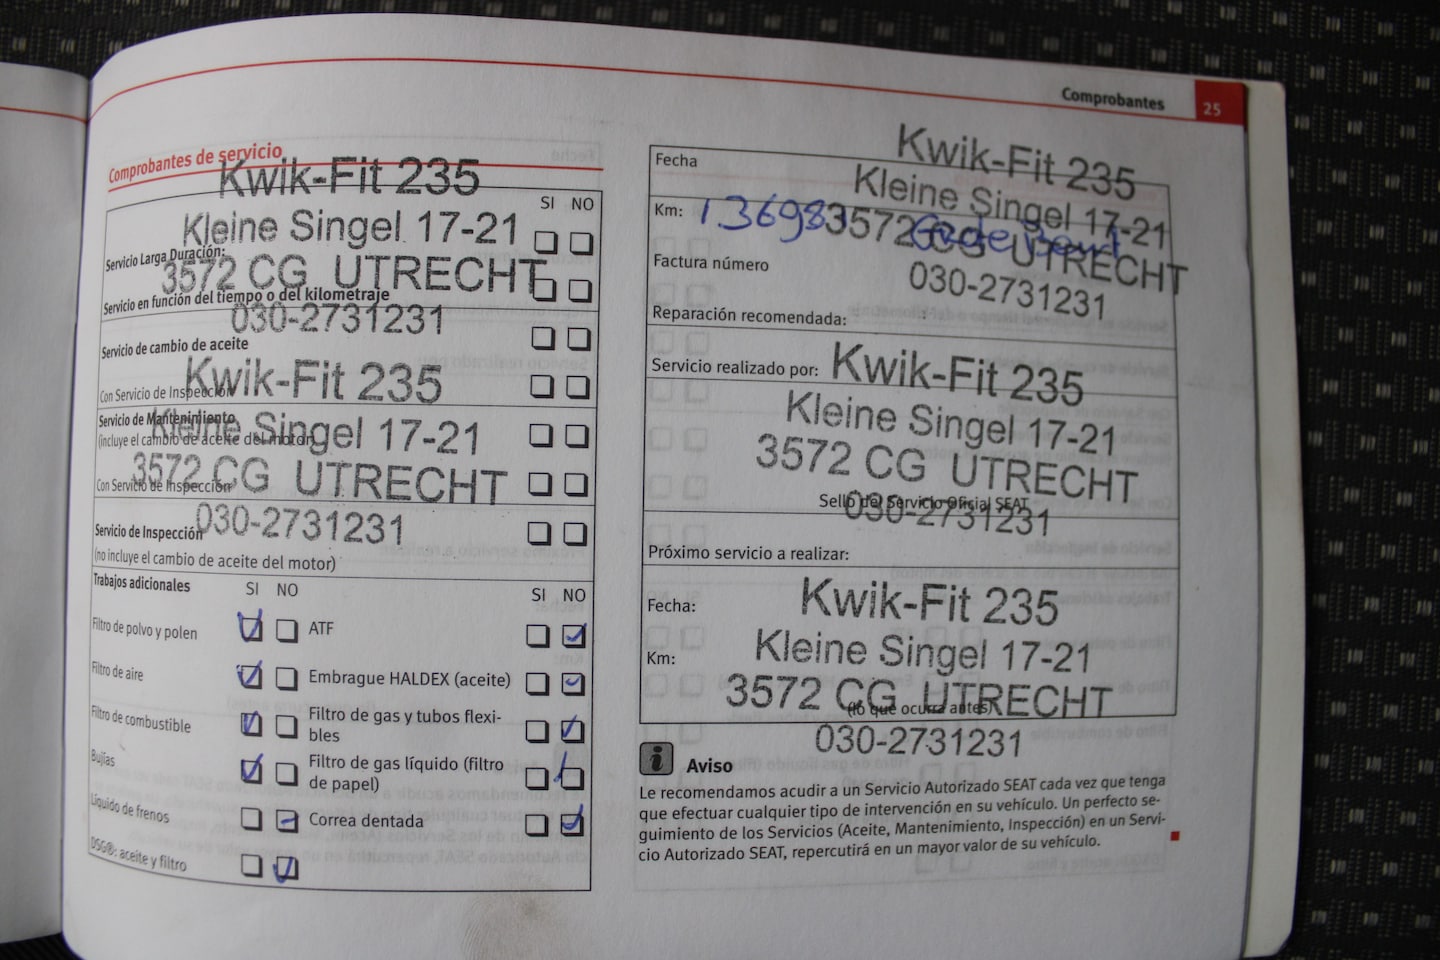 Comprobantes 25
Comprobantes de servicio
Kwik-Fit 235
SI NO
Kleine Singel 17-21
Servicio Larga Duración:
3572 CG UTRECHT
Servicio en función del tiempo o del kilometraje
030-2731231
Servicio de cambio de aceite
Kwik-Fit 235
Con Servicio de Inspección
Servicio de Mantenimiento
Kleine Singel 17-21
(incluye el cambio de aceite del motor)
3572 CG UTRECHT
Con Servicio de Inspección
030-2731231
Servicio de Inspección
(no incluye el cambio de aceite del motor)
Trabajos adicionales
SI NO SI NO
Filtro de polvo y polen
ATF
Filtro de aire
Embrague HALDEX (aceite)
Filtro de combustible
Filtro de gas y tubos flexi-
bles
Bujías
Filtro de gas líquido (filtro
de papel)
Líquido de frenos
Correa dentada
DSG®: aceite y filtro
Kwik-Fit 235
Fecha
Kleine Singel 17-21
Km: 136983
3572 CG UTRECHT
Factura número
030-2731231
Reparación recomendada:
Servicio realizado por:
Kwik-Fit 235
Kleine Singel 17-21
3572 CG UTRECHT
Sello del Servicio Oficial SEAT
030-2731231
Próximo servicio a realizar:
Kwik-Fit 235
Fecha:
Kleine Singel 17-21
Km:
3572 CG UTRECHT
(lo que ocurra antes)
030-2731231
i Aviso
Le recomendamos acudir a un Servicio Autorizado SEAT cada vez que tenga
que efectuar cualquier tipo de intervención en su vehículo. Un perfecto se-
guimiento de los Servicios (Aceite, Mantenimiento, Inspección) en un Servi-
cio Autorizado SEAT, repercutirá en un mayor valor de su vehículo.